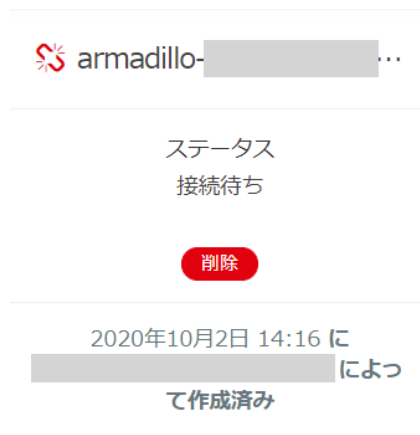 armadillo- …
ステータス
接続待ち
削除
2020年10月2日 14:16 に
によっ
て作成済み